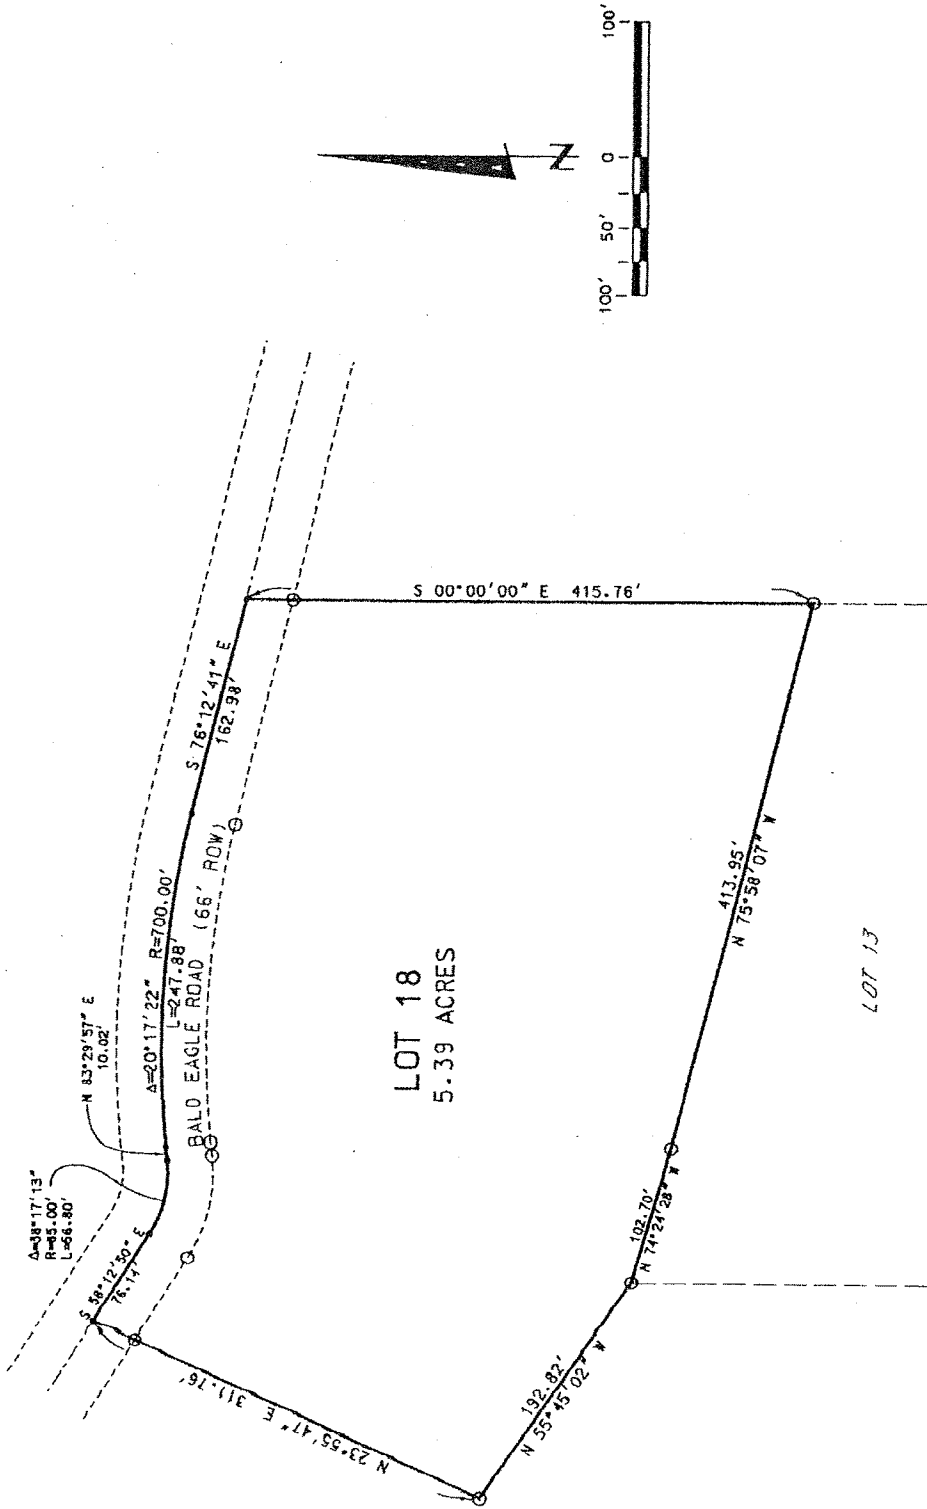 100'
50'
0
100'
N
Δ=38°17'13"
R=85.00'
L=56.80'
N 83°29'57" E
10.02'
S 58°12'50" E
76.14'
Δ=20°17'22" R=700.00'
L=247.88'
BALD EAGLE ROAD (66' ROW)
S 76°12'41" E
162.98'
S 00°00'00" E 415.76'
N 23°55'47" E 311.76'
LOT 18
5.39 ACRES
192.82'
N 55°45'02" W
102.70'
N 74°24'28" W
413.95'
N 75°58'07" W
LOT 13